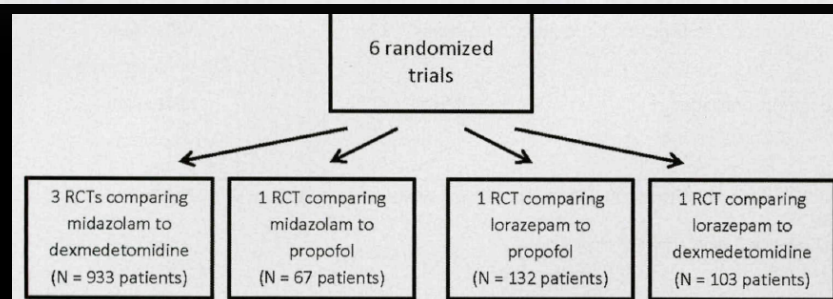 6 randomized
trials
3 RCTs comparing
midazolam to
dexmedetomidine
(N = 933 patients)
1 RCT comparing
midazolam to
propofol
(N = 67 patients)
1 RCT comparing
lorazepam to
propofol
(N = 132 patients)
1 RCT comparing
lorazepam to
dexmedetomidine
(N = 103 patients)